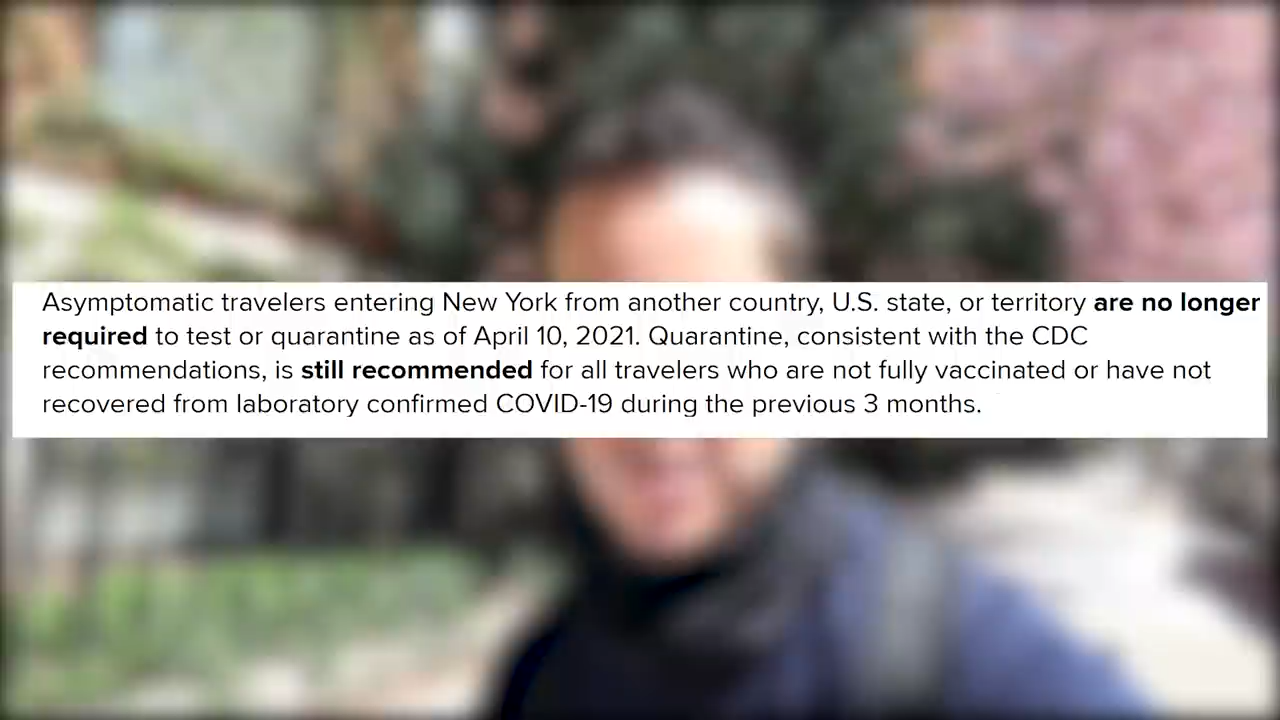 Asymptomatic travelers entering New York from another country, U.S. state, or territory are no longer
required to test or quarantine as of April 10, 2021. Quarantine, consistent with the CDC
recommendations, is still recommended for all travelers who are not fully vaccinated or have not
recovered from laboratory confirmed COVID-19 during the previous 3 months.